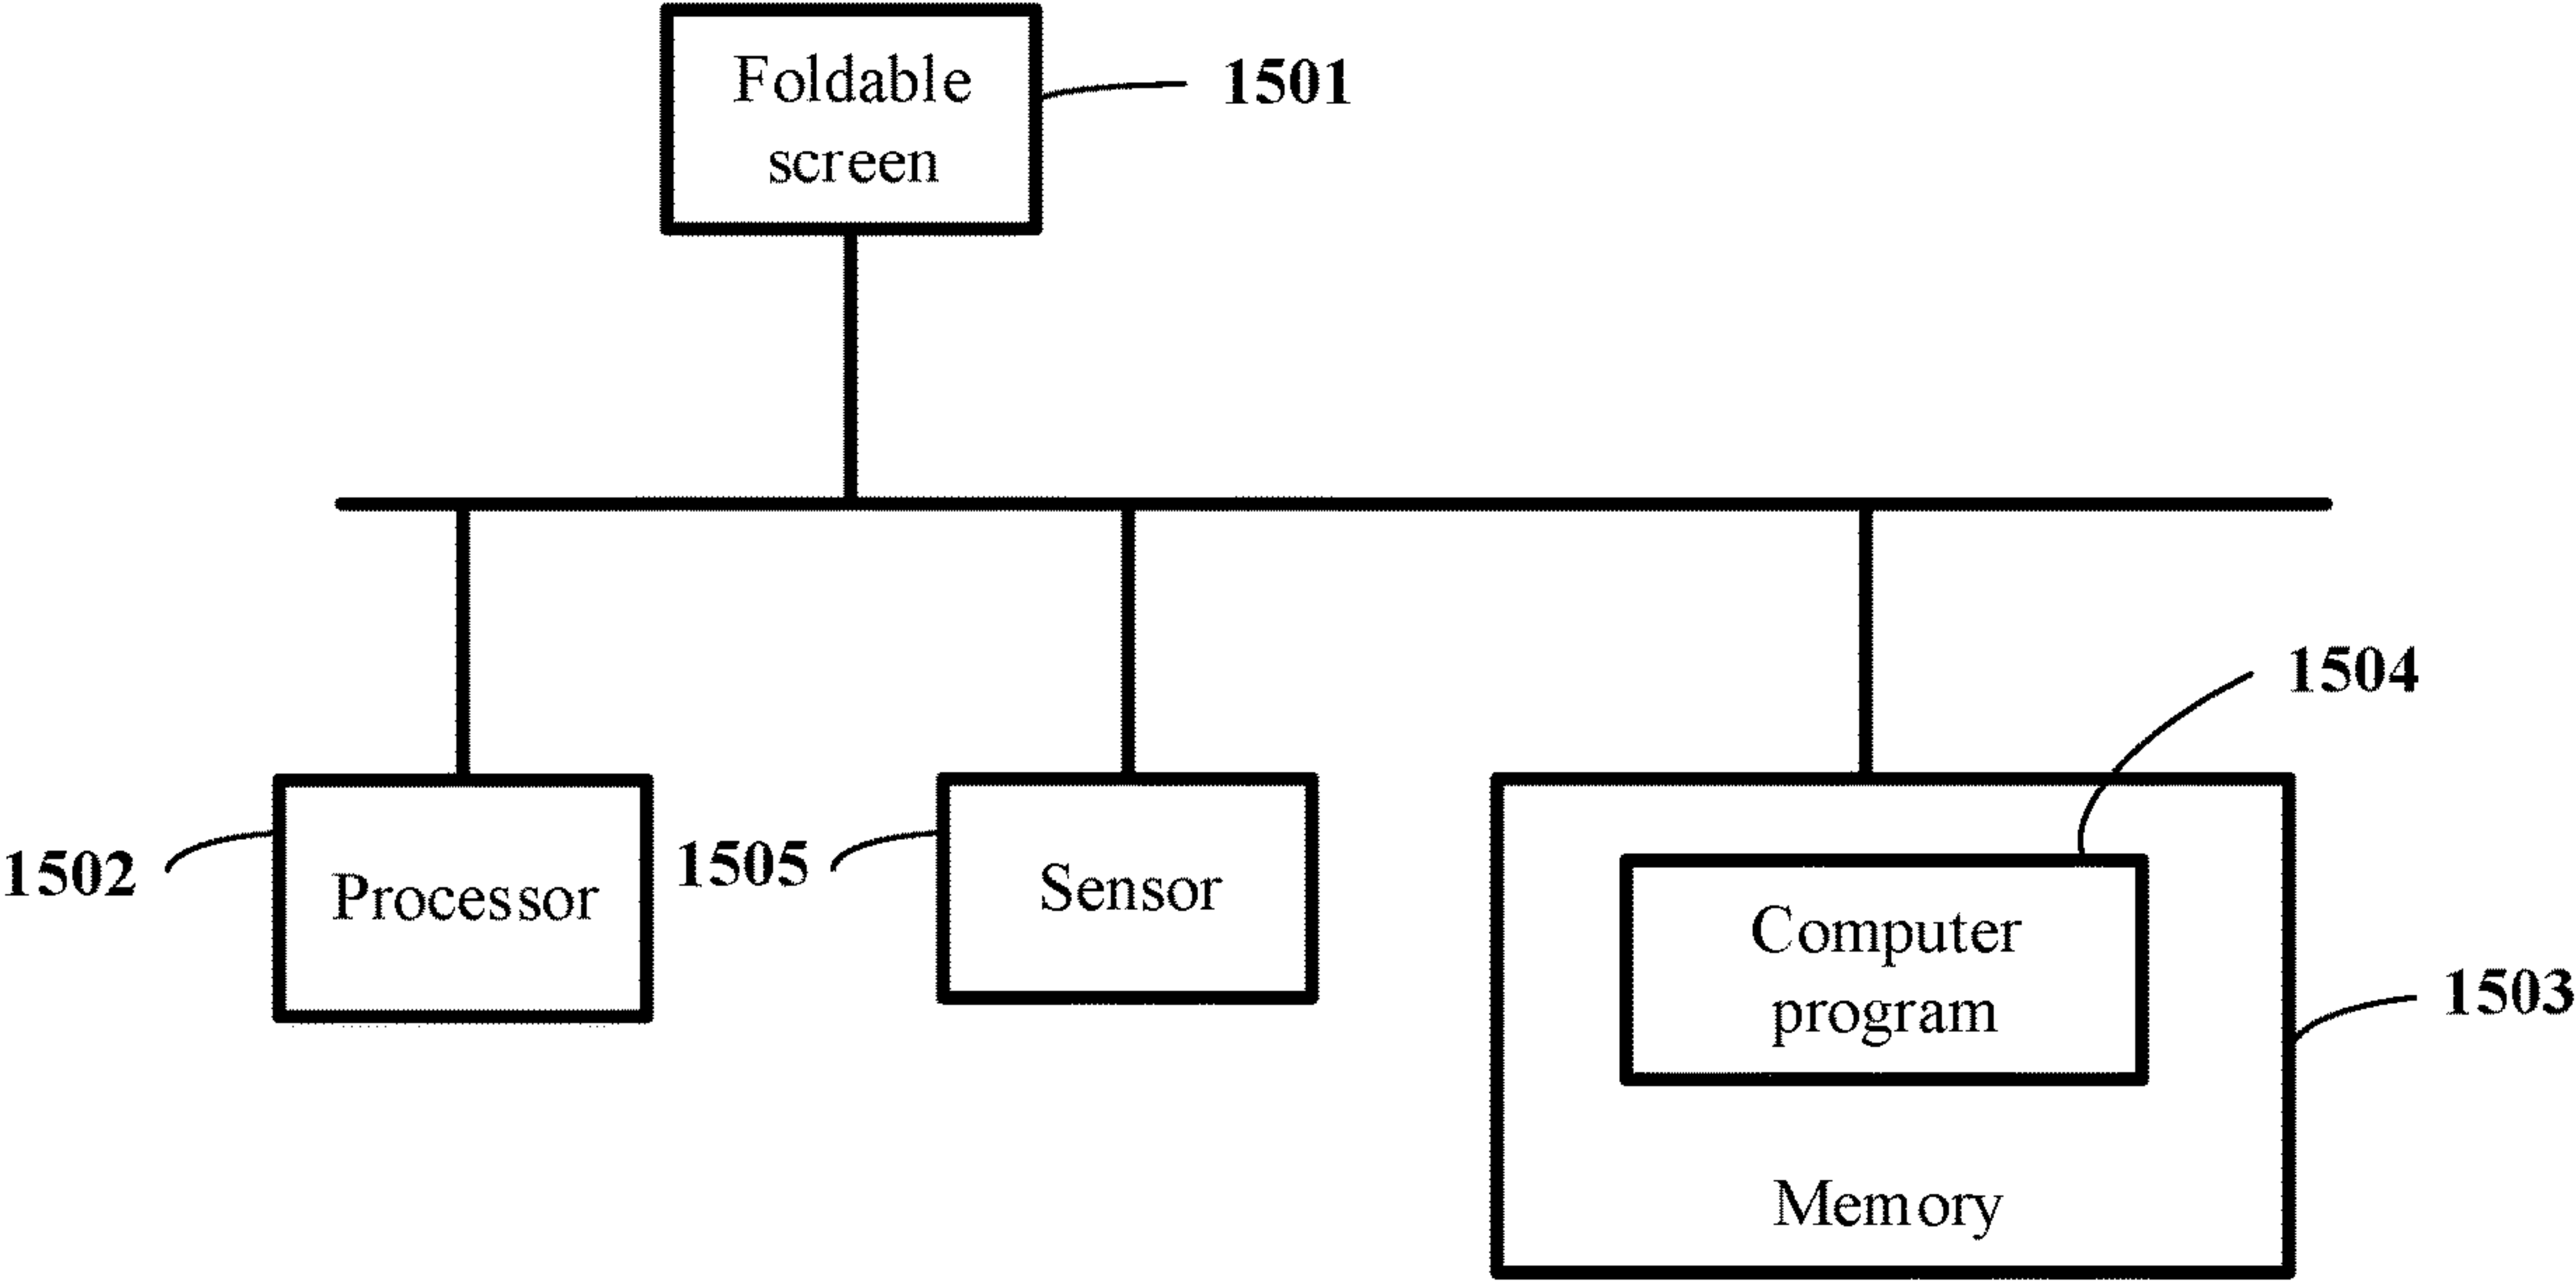 Foldable
screen
1501
1504
1502
Processor
1505
Sensor
Computer
program
1503
Memory